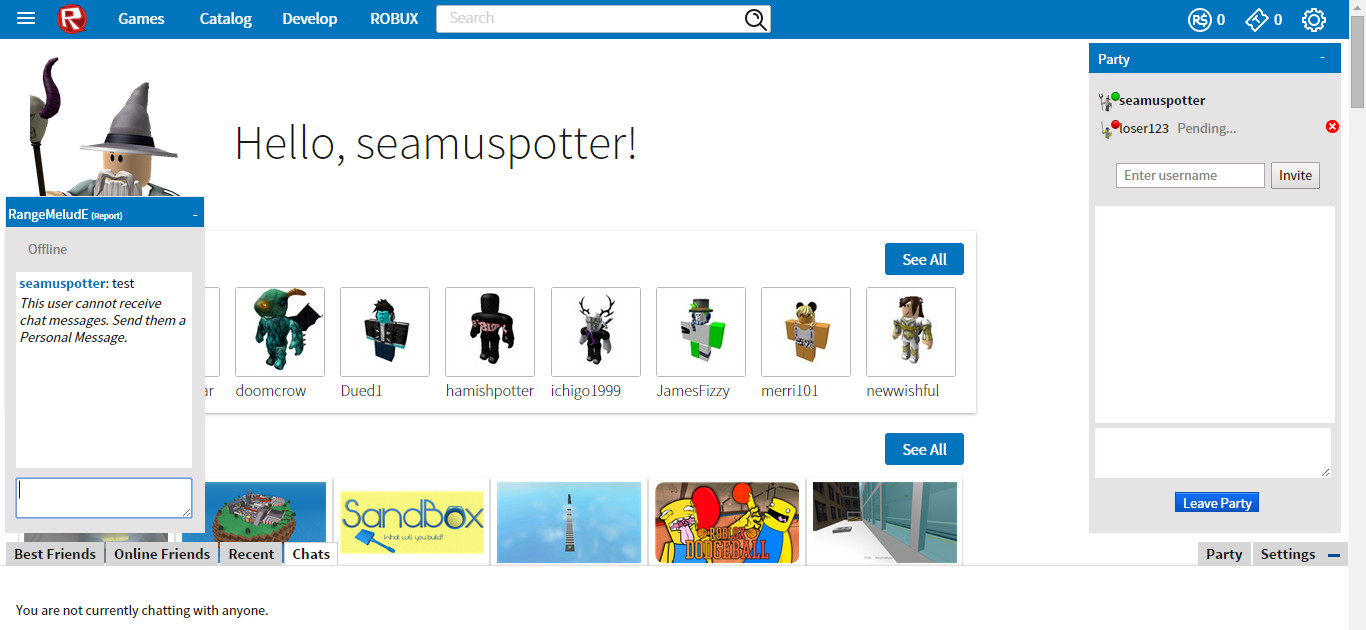 Games Catalog Develop ROBUX Search R$ 0 0
Party -
seamuspotter
loser123 Pending...
Enter username Invite
Leave Party
Hello, seamuspotter!
RangeMeludE (Report) -
Offline
seamuspotter: test
This user cannot receive
chat messages. Send them a
Personal Message.
See All
ar doomcrow Dued1 hamishpotter ichigo1999 JamesFizzy merri101 newwishful
See All
SandBox
What will you build?
ROBLOX
DODGEBALL
Best Friends Online Friends Recent Chats
Party Settings
You are not currently chatting with anyone.